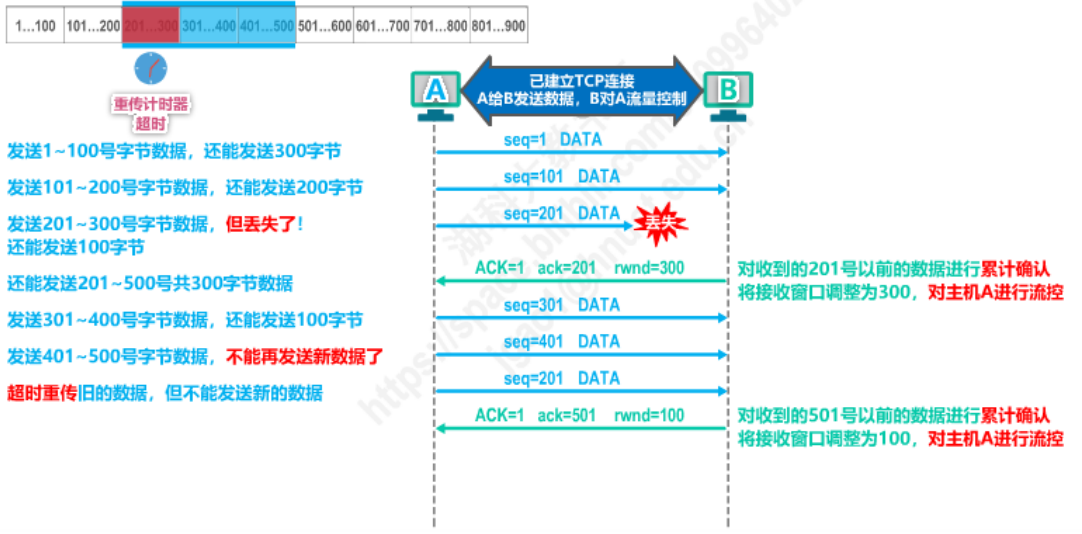 1...100 101...200 201...300 301...400 401...500 501...600 601...700 701...800 801...900
重传计时器
超时
A
已建立TCP连接
A给B发送数据，B对A流量控制
B
发送1~100号字节数据，还能发送300字节
seq=1 DATA
发送101~200号字节数据，还能发送200字节
seq=101 DATA
发送201~300号字节数据，但丢失了！
还能发送100字节
seq=201 DATA
丢失
还能发送201~500号共300字节数据
ACK=1 ack=201 rwnd=300
对收到的201号以前的数据进行累计确认
将接收窗口调整为300，对主机A进行流控
发送301~400号字节数据，还能发送100字节
seq=301 DATA
发送401~500号字节数据，不能再发送新数据了
seq=401 DATA
超时重传旧的数据，但不能发送新的数据
seq=201 DATA
ACK=1 ack=501 rwnd=100
对收到的501号以前的数据进行累计确认
将接收窗口调整为100，对主机A进行流控